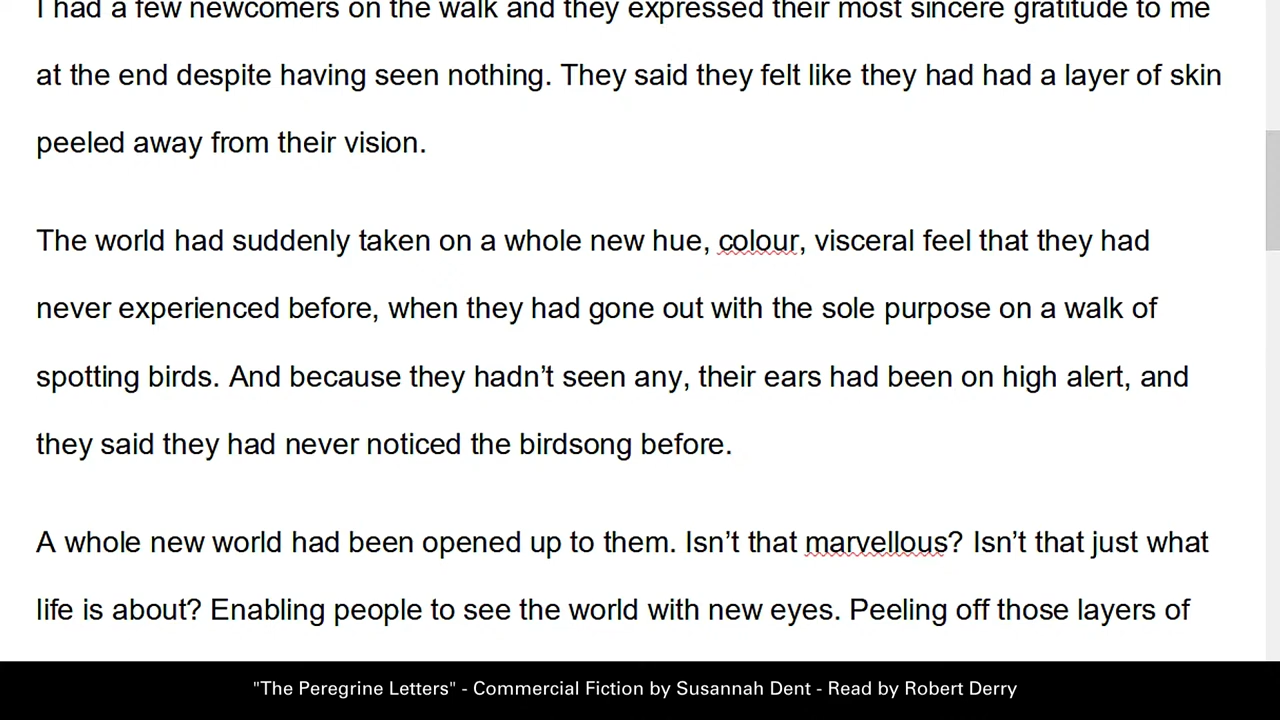 I had a few newcomers on the walk and they expressed their most sincere gratitude to me
at the end despite having seen nothing. They said they felt like they had had a layer of skin
peeled away from their vision.
The world had suddenly taken on a whole new hue, colour, visceral feel that they had
never experienced before, when they had gone out with the sole purpose on a walk of
spotting birds. And because they hadn’t seen any, their ears had been on high alert, and
they said they had never noticed the birdsong before.
A whole new world had been opened up to them. Isn’t that marvellous? Isn’t that just what
life is about? Enabling people to see the world with new eyes. Peeling off those layers of
"The Peregrine Letters" - Commercial Fiction by Susannah Dent - Read by Robert Derry